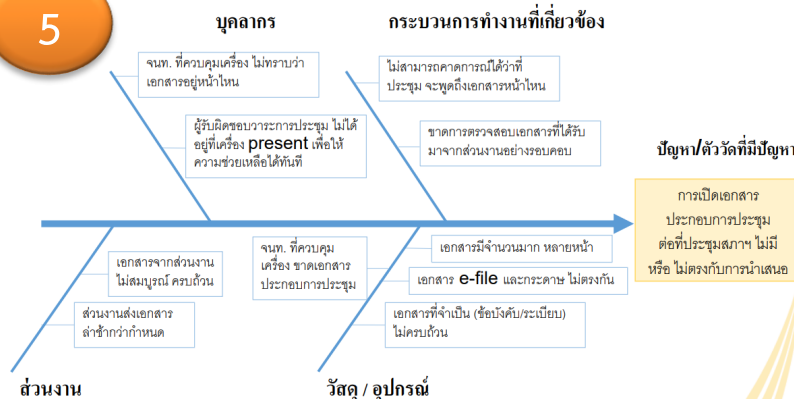 5
บุคลากร
กระบวนการทำงานที่เกี่ยวข้อง
จนท. ที่ควบคุมเครื่อง ไม่ทราบว่า
เอกสารอยู่หน้าไหน
ผู้รับผิดชอบวาระการประชุม ไม่ได้
อยู่ที่เครื่อง present เพื่อให้
ความช่วยเหลือได้ทันที
ไม่สามารถคาดการณ์ได้ว่าที่
ประชุม จะพูดถึงเอกสารหน้าไหน
ขาดการตรวจสอบเอกสารที่ได้รับ
มาจากส่วนงานอย่างรอบคอบ
ปัญหา/ตัววัดที่มีปัญหา
การเปิดเอกสาร
ประกอบการประชุม
ต่อที่ประชุมสภาฯ ไม่มี
หรือ ไม่ตรงกับการนำเสนอ
เอกสารจากส่วนงาน
ไม่สมบูรณ์ ครบถ้วน
ส่วนงานส่งเอกสาร
ล่าช้ากว่ากำหนด
จนท. ที่ควบคุม
เครื่อง ขาดเอกสาร
ประกอบการประชุม
เอกสารมีจำนวนมาก หลายหน้า
เอกสาร e-file และกระดาษ ไม่ตรงกัน
เอกสารที่จำเป็น (ข้อบังคับ/ระเบียบ)
ไม่ครบถ้วน
ส่วนงาน
วัสดุ / อุปกรณ์